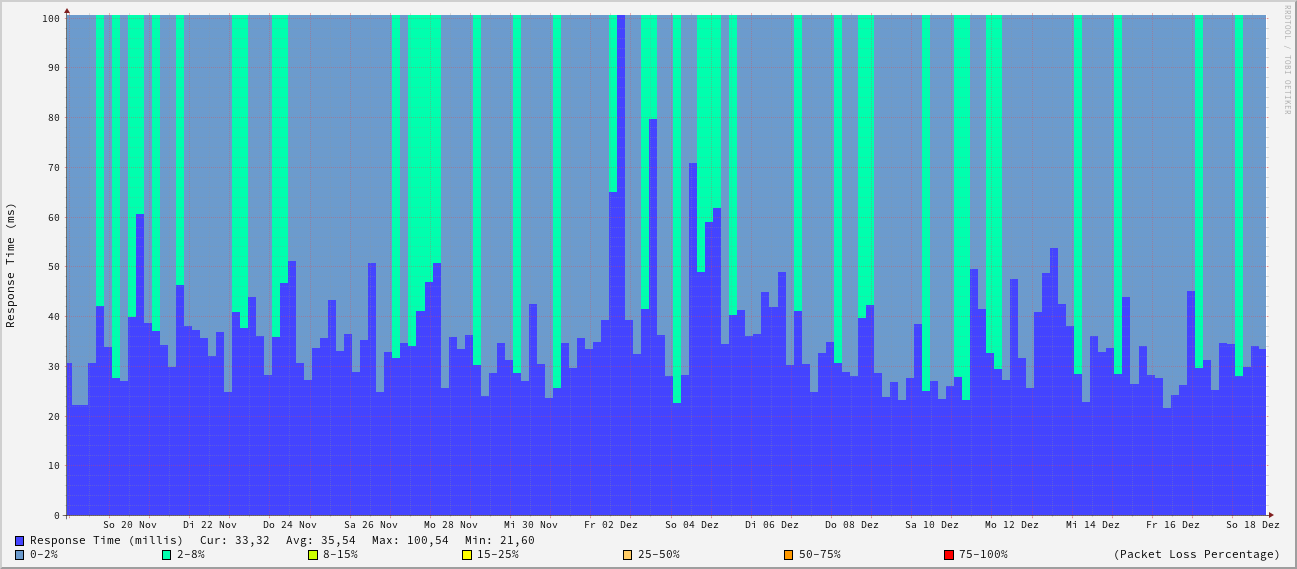 RRDTOOL / TOBI OETIKER
Response Time (ms)
100
90
80
70
60
50
40
30
20
10
0
So 20 Nov Di 22 Nov Do 24 Nov Sa 26 Nov Mo 28 Nov Mi 30 Nov Fr 02 Dez So 04 Dez Di 06 Dez Do 08 Dez Sa 10 Dez Mo 12 Dez Mi 14 Dez Fr 16 Dez So 18 Dez
Response Time (millis) Cur: 33,32 Avg: 35,54 Max: 100,54 Min: 21,60
0-2% 2-8% 8-15% 15-25% 25-50% 50-75% 75-100% (Packet Loss Percentage)